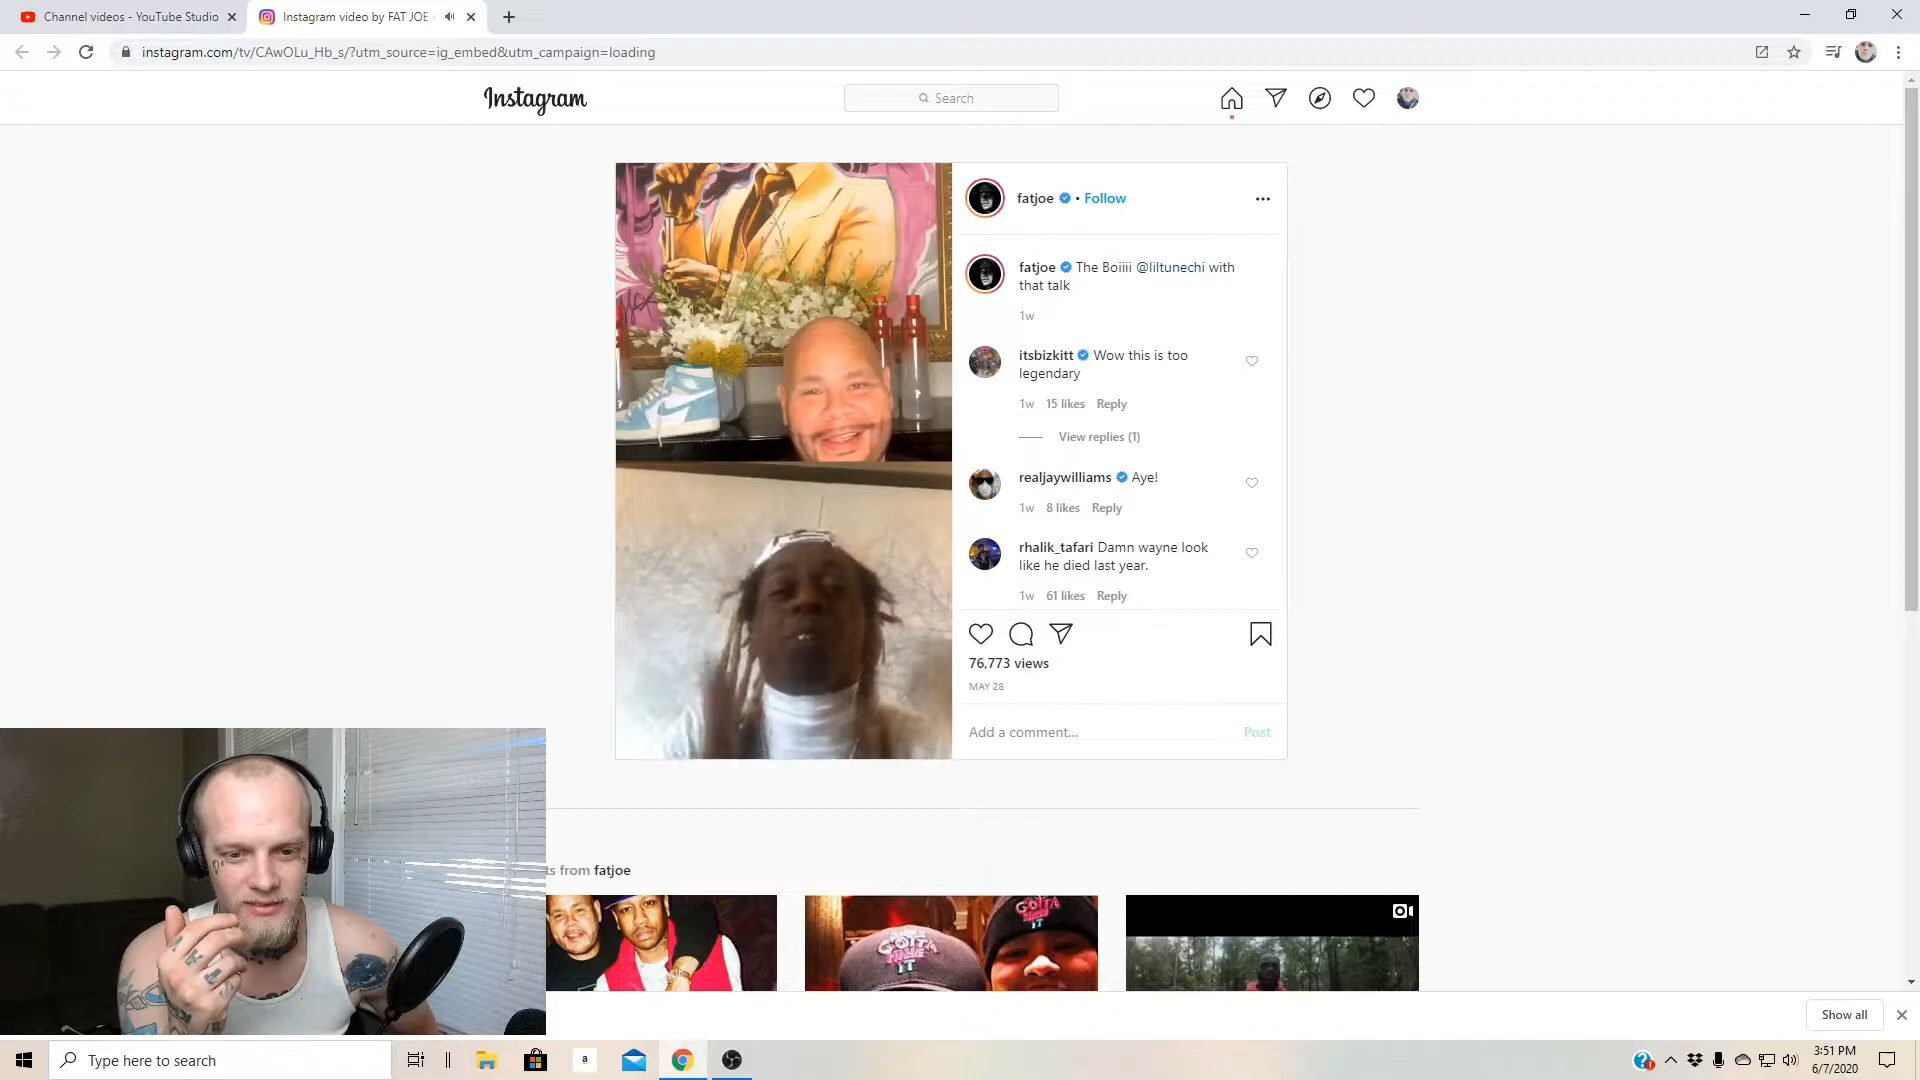 Channel videos - YouTube Studio
Instagram video by FAT JOE
instagram.com/tv/CAwOLu_Hb_s/?utm_source=ig_embed&utm_campaign=loading
Instagram
Search
fatjoe • Follow
fatjoe The Boiiii @liltunechi with
that talk
1w
itsbizkitt Wow this is too
legendary
1w 15 likes Reply
View replies (1)
realjaywilliams Aye!
1w 8 likes Reply
rhalik_tafari Damn wayne look
like he died last year.
1w 61 likes Reply
76,773 views
MAY 28
Add a comment... Post
ts from fatjoe
GOTTA
IT
GOTTA
IT
Show all
Type here to search
a
3:51 PM
6/7/2020